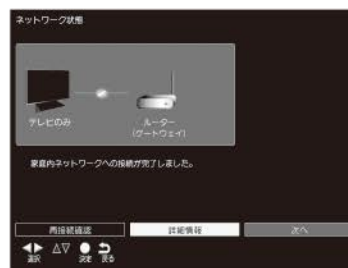 ネットワーク状態
テレビのみ
ルーター
(ゲートウェイ)
家庭内ネットワークへの接続が完了しました。
再接続確認
詳細情報
次へ
選択
決定
戻る